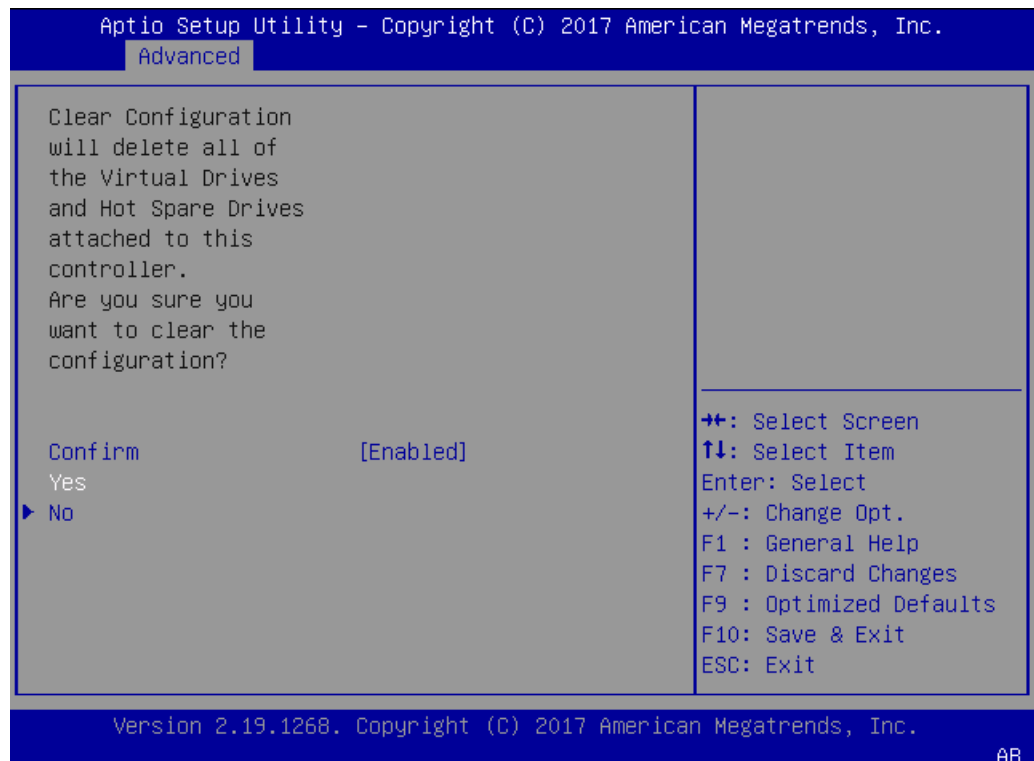 Aptio Setup Utility – Copyright (C) 2017 American Megatrends, Inc.
Advanced
Clear Configuration
will delete all of
the Virtual Drives
and Hot Spare Drives
attached to this
controller.
Are you sure you
want to clear the
configuration?
Confirm [Enabled]
Yes
▶ No
→←: Select Screen
↑↓: Select Item
Enter: Select
+/-: Change Opt.
F1 : General Help
F7 : Discard Changes
F9 : Optimized Defaults
F10: Save & Exit
ESC: Exit
Version 2.19.1268. Copyright (C) 2017 American Megatrends, Inc.
AB